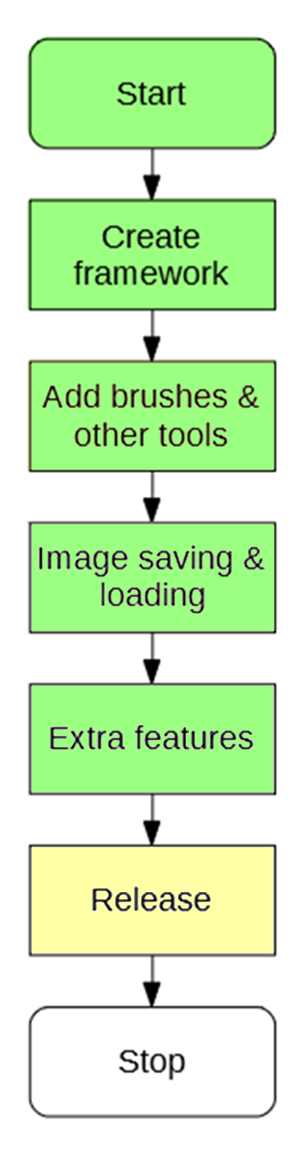 Start
Create
framework
Add brushes &
other tools
Image saving &
loading
Extra features
Release
Stop